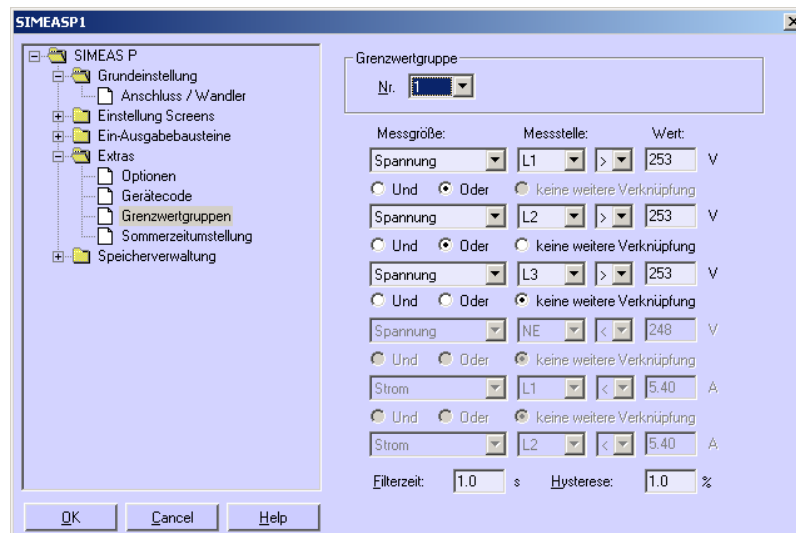 SIMEASP1
SIMEAS P
Grundeinstellung
Anschluss / Wandler
Einstellung Screens
Ein-Ausgabebausteine
Extras
Optionen
Gerätecode
Grenzwertgruppen
Sommerzeitumstellung
Speicherverwaltung
OK Cancel Help
Grenzwertgruppe
Nr. 1
Messgröße: Messstelle: Wert:
Spannung L1 > 253 V
Und Oder keine weitere Verknüpfung
Spannung L2 > 253 V
Und Oder keine weitere Verknüpfung
Spannung L3 > 253 V
Und Oder keine weitere Verknüpfung
Spannung NE < 248 V
Und Oder keine weitere Verknüpfung
Strom L1 < 5.40 A
Und Oder keine weitere Verknüpfung
Strom L2 < 5.40 A
Filterzeit: 1.0 s Hysterese: 1.0 %